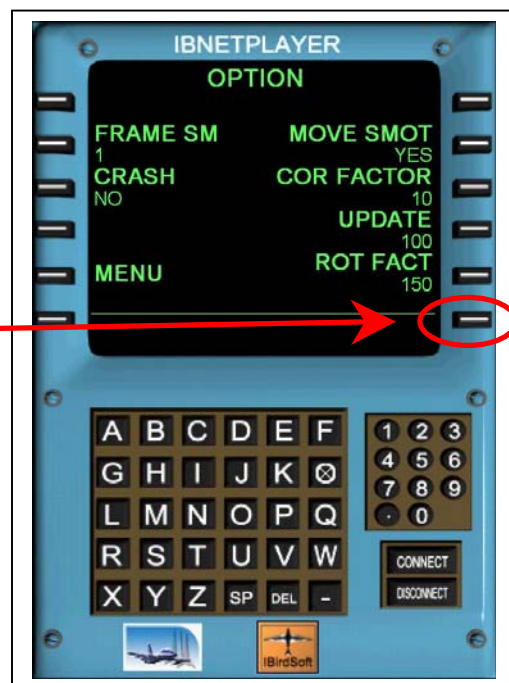 IBNETPLAYER
OPTION
FRAME SM MOVE SMOT
1 YES
CRASH COR FACTOR
NO 10
UPDATE
100
MENU ROT FACT
150
A B C D E F
G H I J K
L M N O P Q
R S T U V W
X Y Z SP DEL -
1 2 3
4 5 6
7 8 9
. 0
CONNECT
DISCONNECT
IBirdSoft